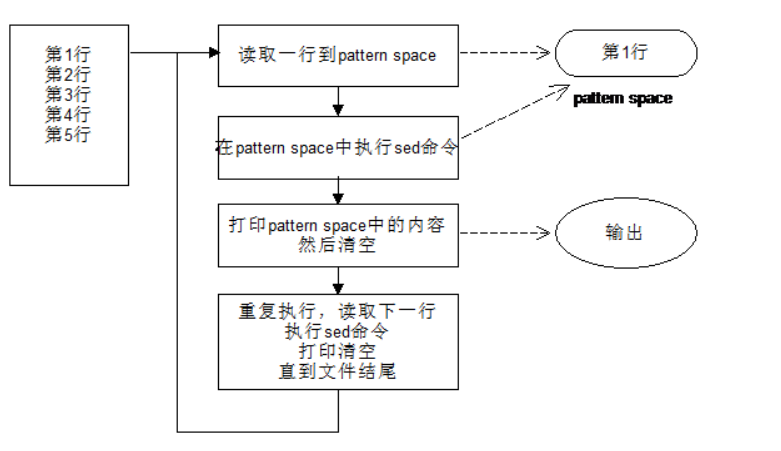 第1行
第2行
第3行
第4行
第5行
读取一行到pattern space
第1行
pattern space
在pattern space中执行sed命令
打印pattern space中的内容
然后清空
输出
重复执行，读取下一行
执行sed命令
打印清空
直到文件结尾